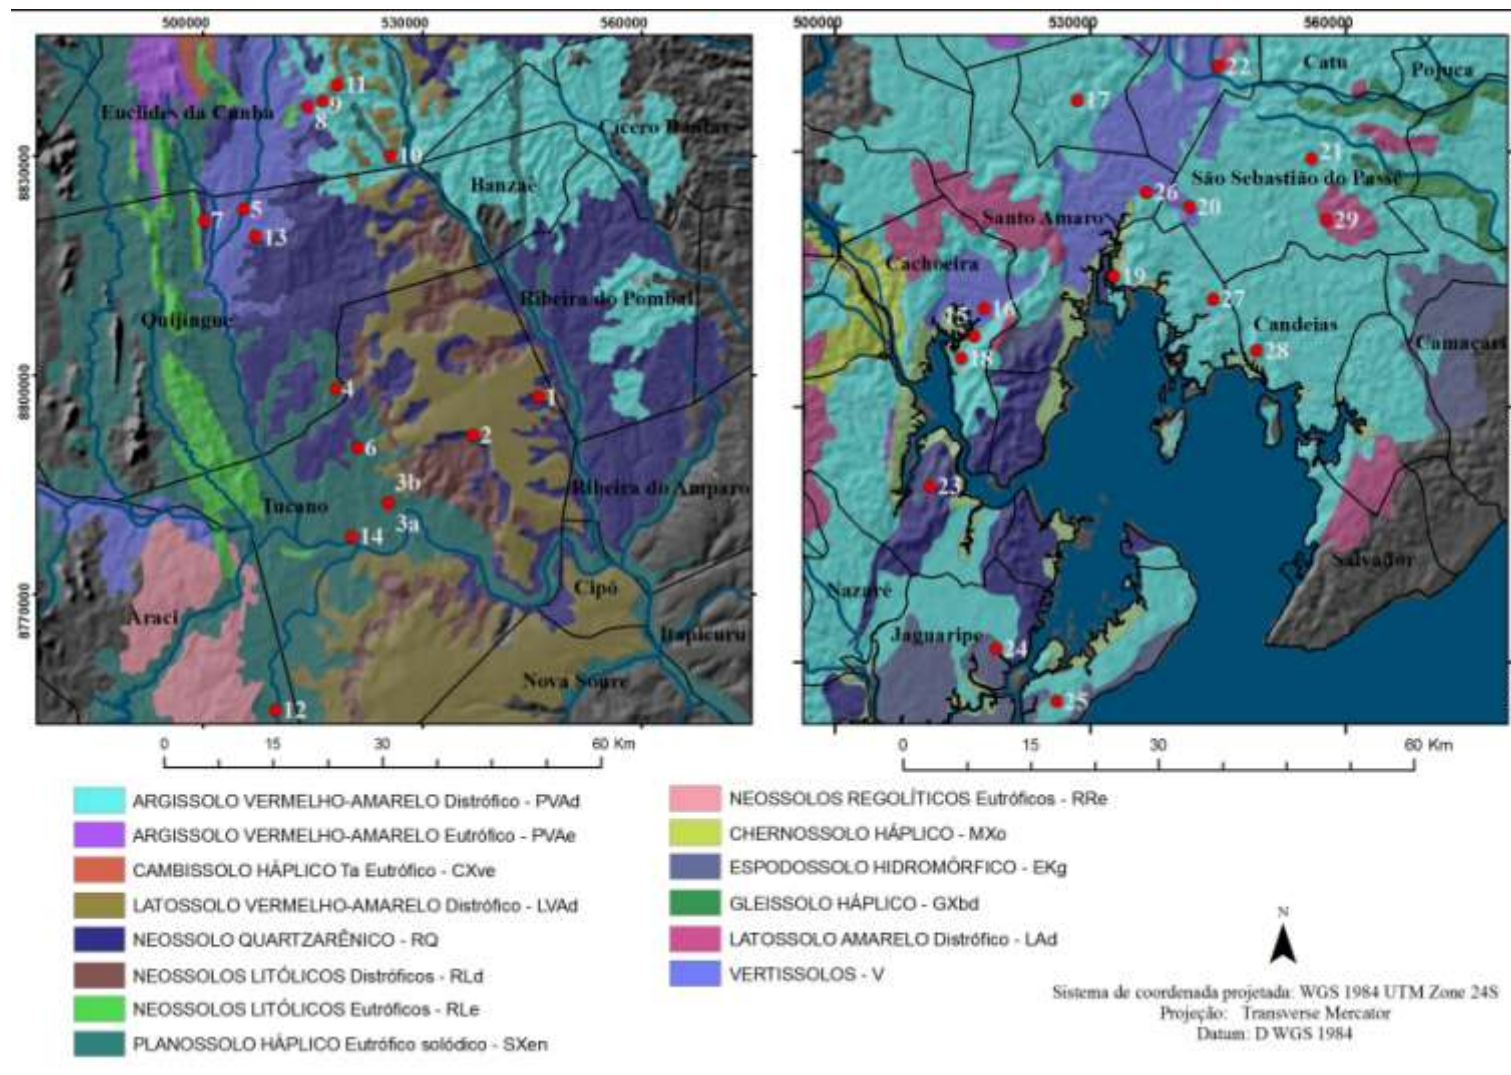 500000 530000 560000
8830000
8800000
8770000
Euclides da Cunha
Banzaê
Quijingue
Ribeira do Pombal
Ribeira do Amparo
Tucano
Cipó
Araci
Itapicuru
Nova Soure
11
9
8
10
5
7
13
4
1
2
6
3b
3a
14
12
0 15 30 60 Km
500000 530000 560000
Catu
Pojuca
São Sebastião do Passé
Santo Amaro
Cachoeira
Candeias
Camaçari
Salvador
Nazaré
Jaguaripe
22
17
21
26
20
29
19
27
16
15
28
18
23
24
25
0 15 30 60 Km
ARGISSOLO VERMELHO-AMARELO Distrófico - PVAd
ARGISSOLO VERMELHO-AMARELO Eutrófico - PVAe
CAMBISSOLO HÁPLICO Ta Eutrófico - CXve
LATOSSOLO VERMELHO-AMARELO Distrófico - LVAd
NEOSSOLO QUARTZARÊNICO - RQ
NEOSSOLOS LITÓLICOS Distróficos - RLd
NEOSSOLOS LITÓLICOS Eutróficos - RLe
PLANOSSOLO HÁPLICO Eutrófico solódico - SXen
NEOSSOLOS REGOLÍTICOS Eutróficos - RRe
CHERNOSSOLO HÁPLICO - MXo
ESPODOSSOLO HIDROMÓRFICO - EKg
GLEISSOLO HÁPLICO - GXbd
LATOSSOLO AMARELO Distrófico - LAd
VERTISSOLOS - V
N
Sistema de coordenada projetada: WGS 1984 UTM Zone 24S
Projeção: Transverse Mercator
Datum: D WGS 1984